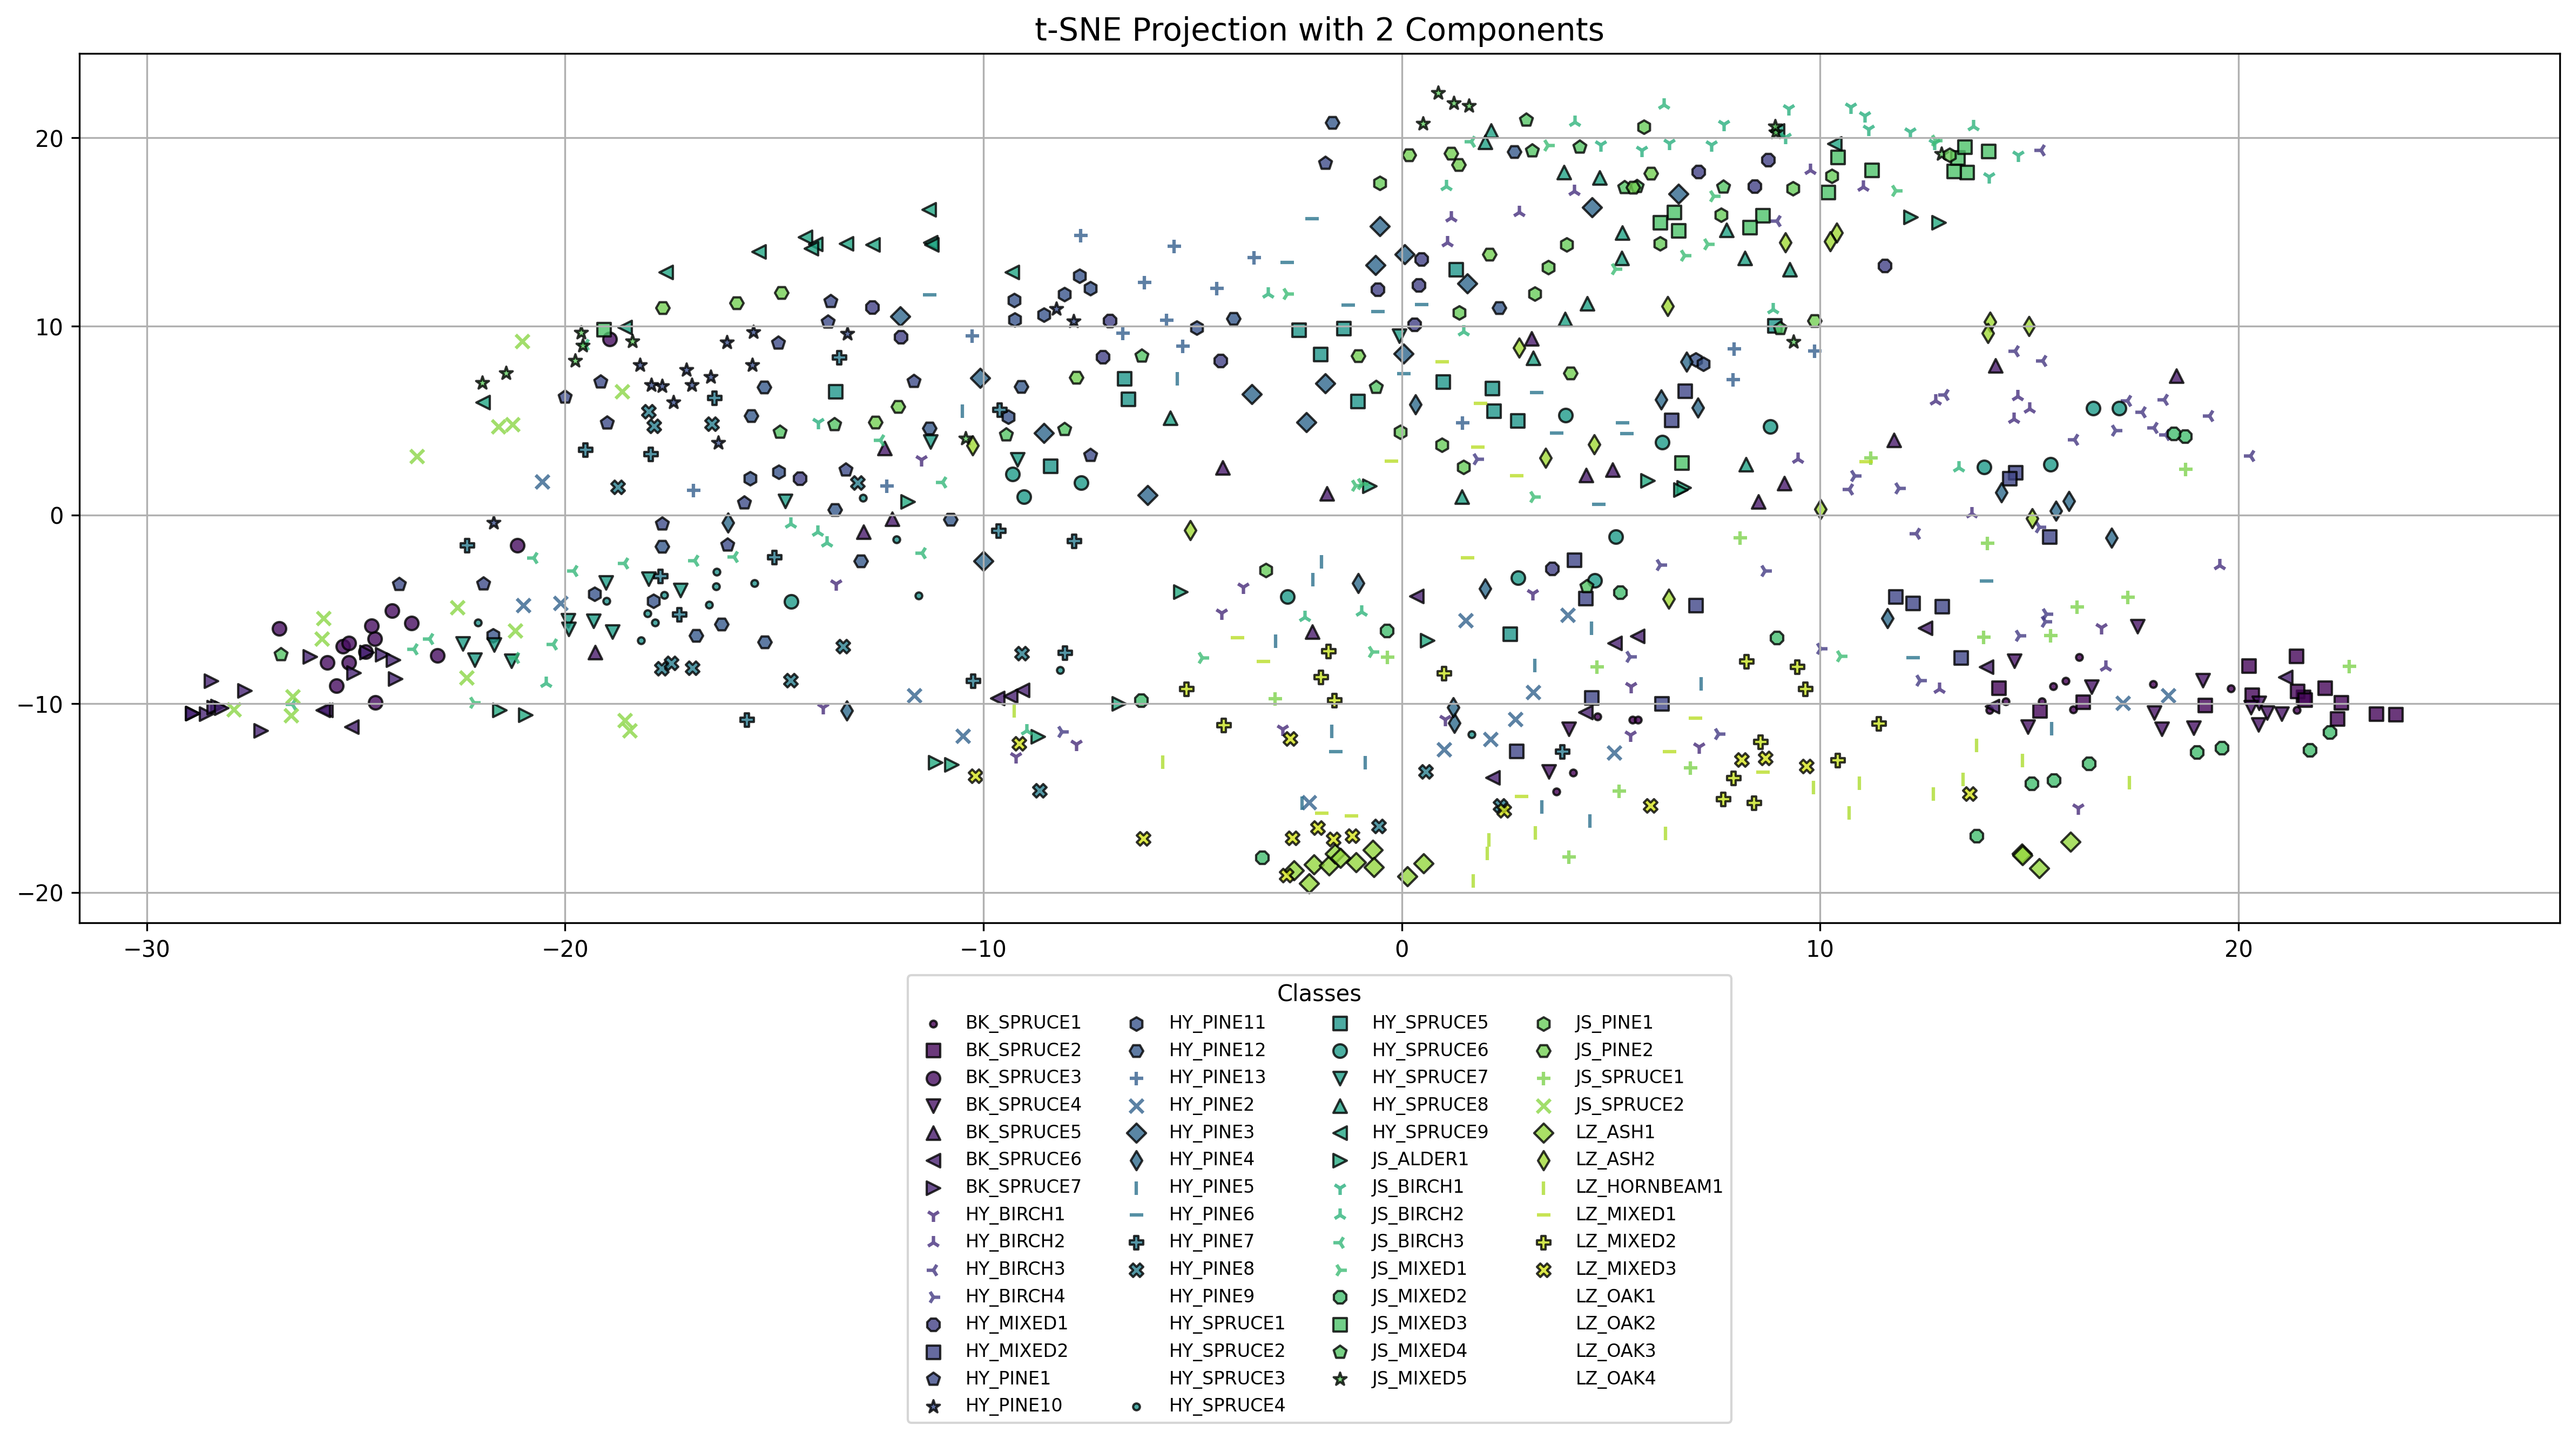 t-SNE Projection with 2 Components
20
10
0
−10
−20
−30 −20 −10 0 10 20
Classes
BK_SPRUCE1 HY_PINE11 HY_SPRUCE5 JS_PINE1
BK_SPRUCE2 HY_PINE12 HY_SPRUCE6 JS_PINE2
BK_SPRUCE3 HY_PINE13 HY_SPRUCE7 JS_SPRUCE1
BK_SPRUCE4 HY_PINE2 HY_SPRUCE8 JS_SPRUCE2
BK_SPRUCE5 HY_PINE3 HY_SPRUCE9 LZ_ASH1
BK_SPRUCE6 HY_PINE4 JS_ALDER1 LZ_ASH2
BK_SPRUCE7 HY_PINE5 JS_BIRCH1 LZ_HORNBEAM1
HY_BIRCH1 HY_PINE6 JS_BIRCH2 LZ_MIXED1
HY_BIRCH2 HY_PINE7 JS_BIRCH3 LZ_MIXED2
HY_BIRCH3 HY_PINE8 JS_MIXED1 LZ_MIXED3
HY_BIRCH4 HY_PINE9 JS_MIXED2 LZ_OAK1
HY_MIXED1 HY_SPRUCE1 JS_MIXED3 LZ_OAK2
HY_MIXED2 HY_SPRUCE2 JS_MIXED4 LZ_OAK3
HY_PINE1 HY_SPRUCE3 JS_MIXED5 LZ_OAK4
HY_PINE10 HY_SPRUCE4